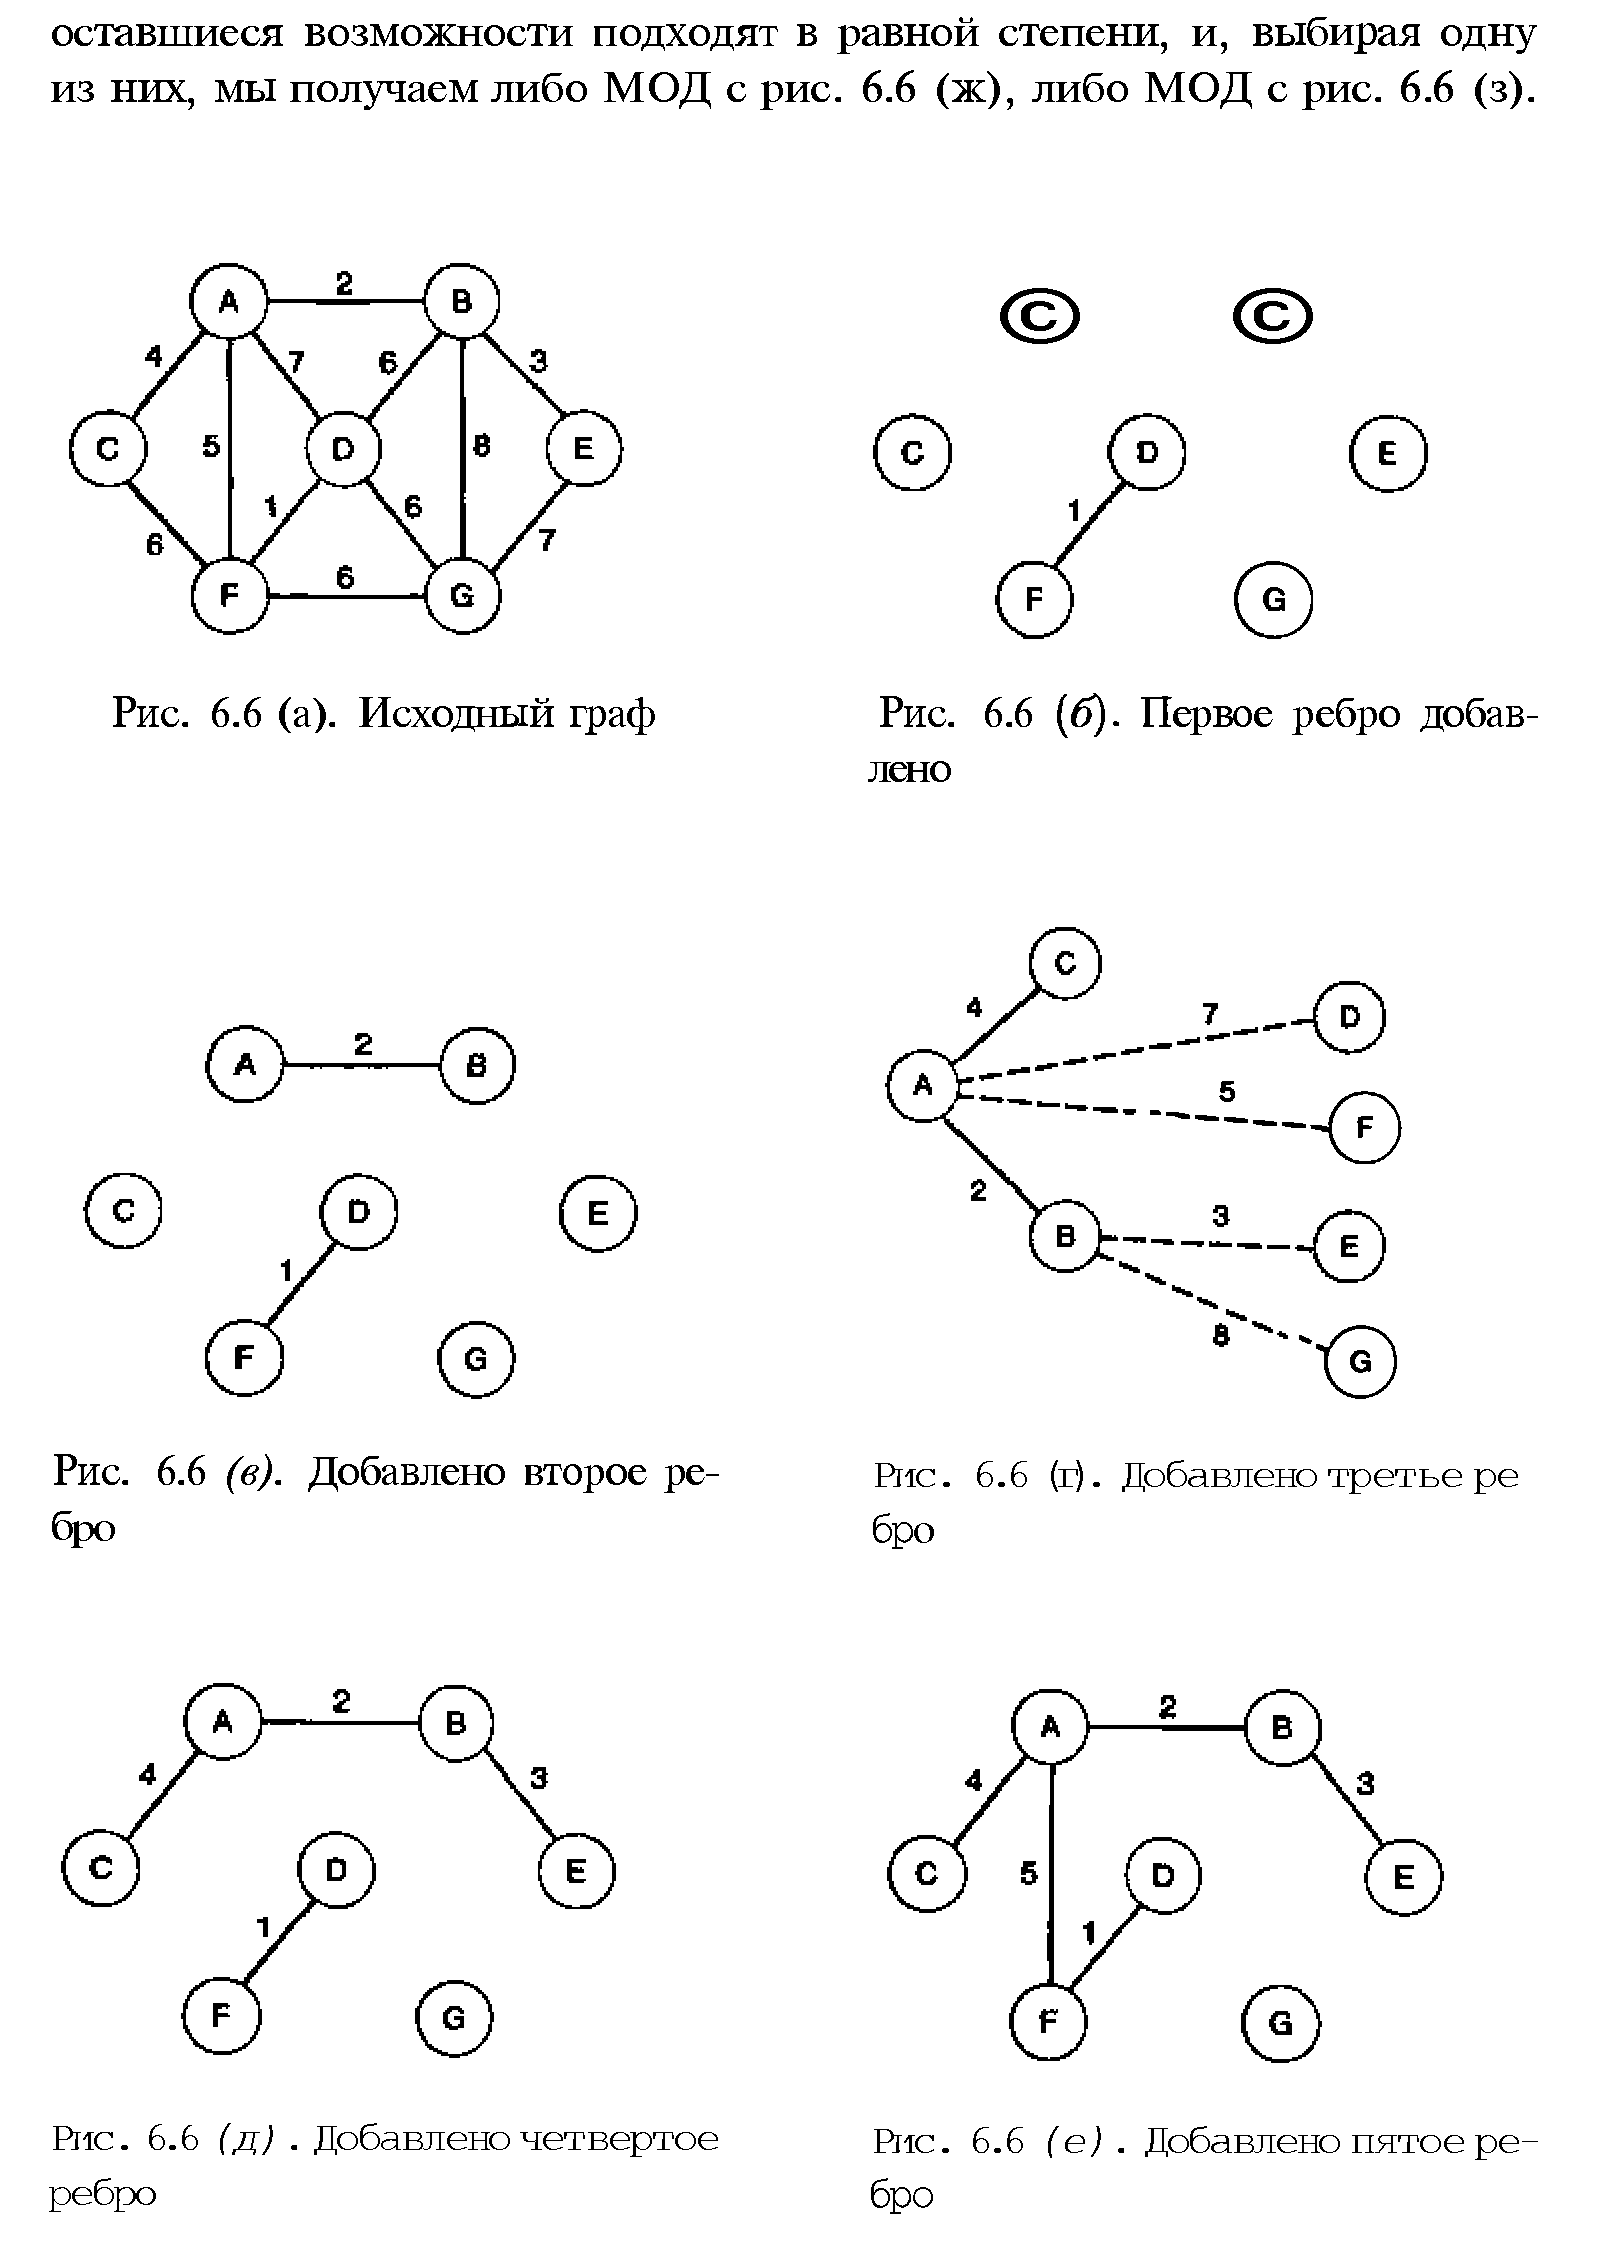 оставшиеся возможности подходят в равной степени, и, выбирая одну
из них, мы получаем либо МОД с рис. 6.6 (ж), либо МОД с рис. 6.6 (з).
2
A B
4 7 6 3
C 5 D 8 E
1 6
6 7
6
F G
Рис. 6.6 (а). Исходный граф
© ©
C D E
1
F G
Рис. 6.6 (б). Первое ребро добав-
лено
2
A B
C D E
1
F G
Рис. 6.6 (в). Добавлено второе ре-
бро
C
4 7 D
A 5
F
2 3
B E
8
G
Рис. 6.6 (г). Добавлено третье ре
бро
2
A B
4 3
C D E
1
F G
Рис. 6.6 (д). Добавлено четвертое
ребро
2
A B
4 3
C 5 D E
1
F G
Рис. 6.6 (е). Добавлено пятое ре-
бро